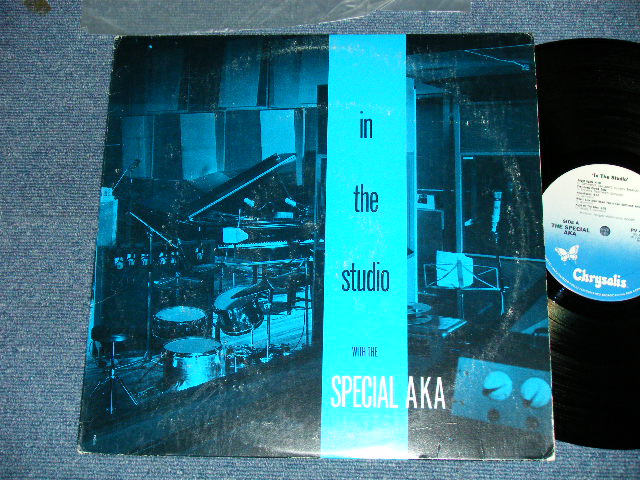 in
the
studio
WITH THE
SPECIAL AKA
"In The Studio"
SIDE A
THE SPECIAL
AKA
Chrysalis